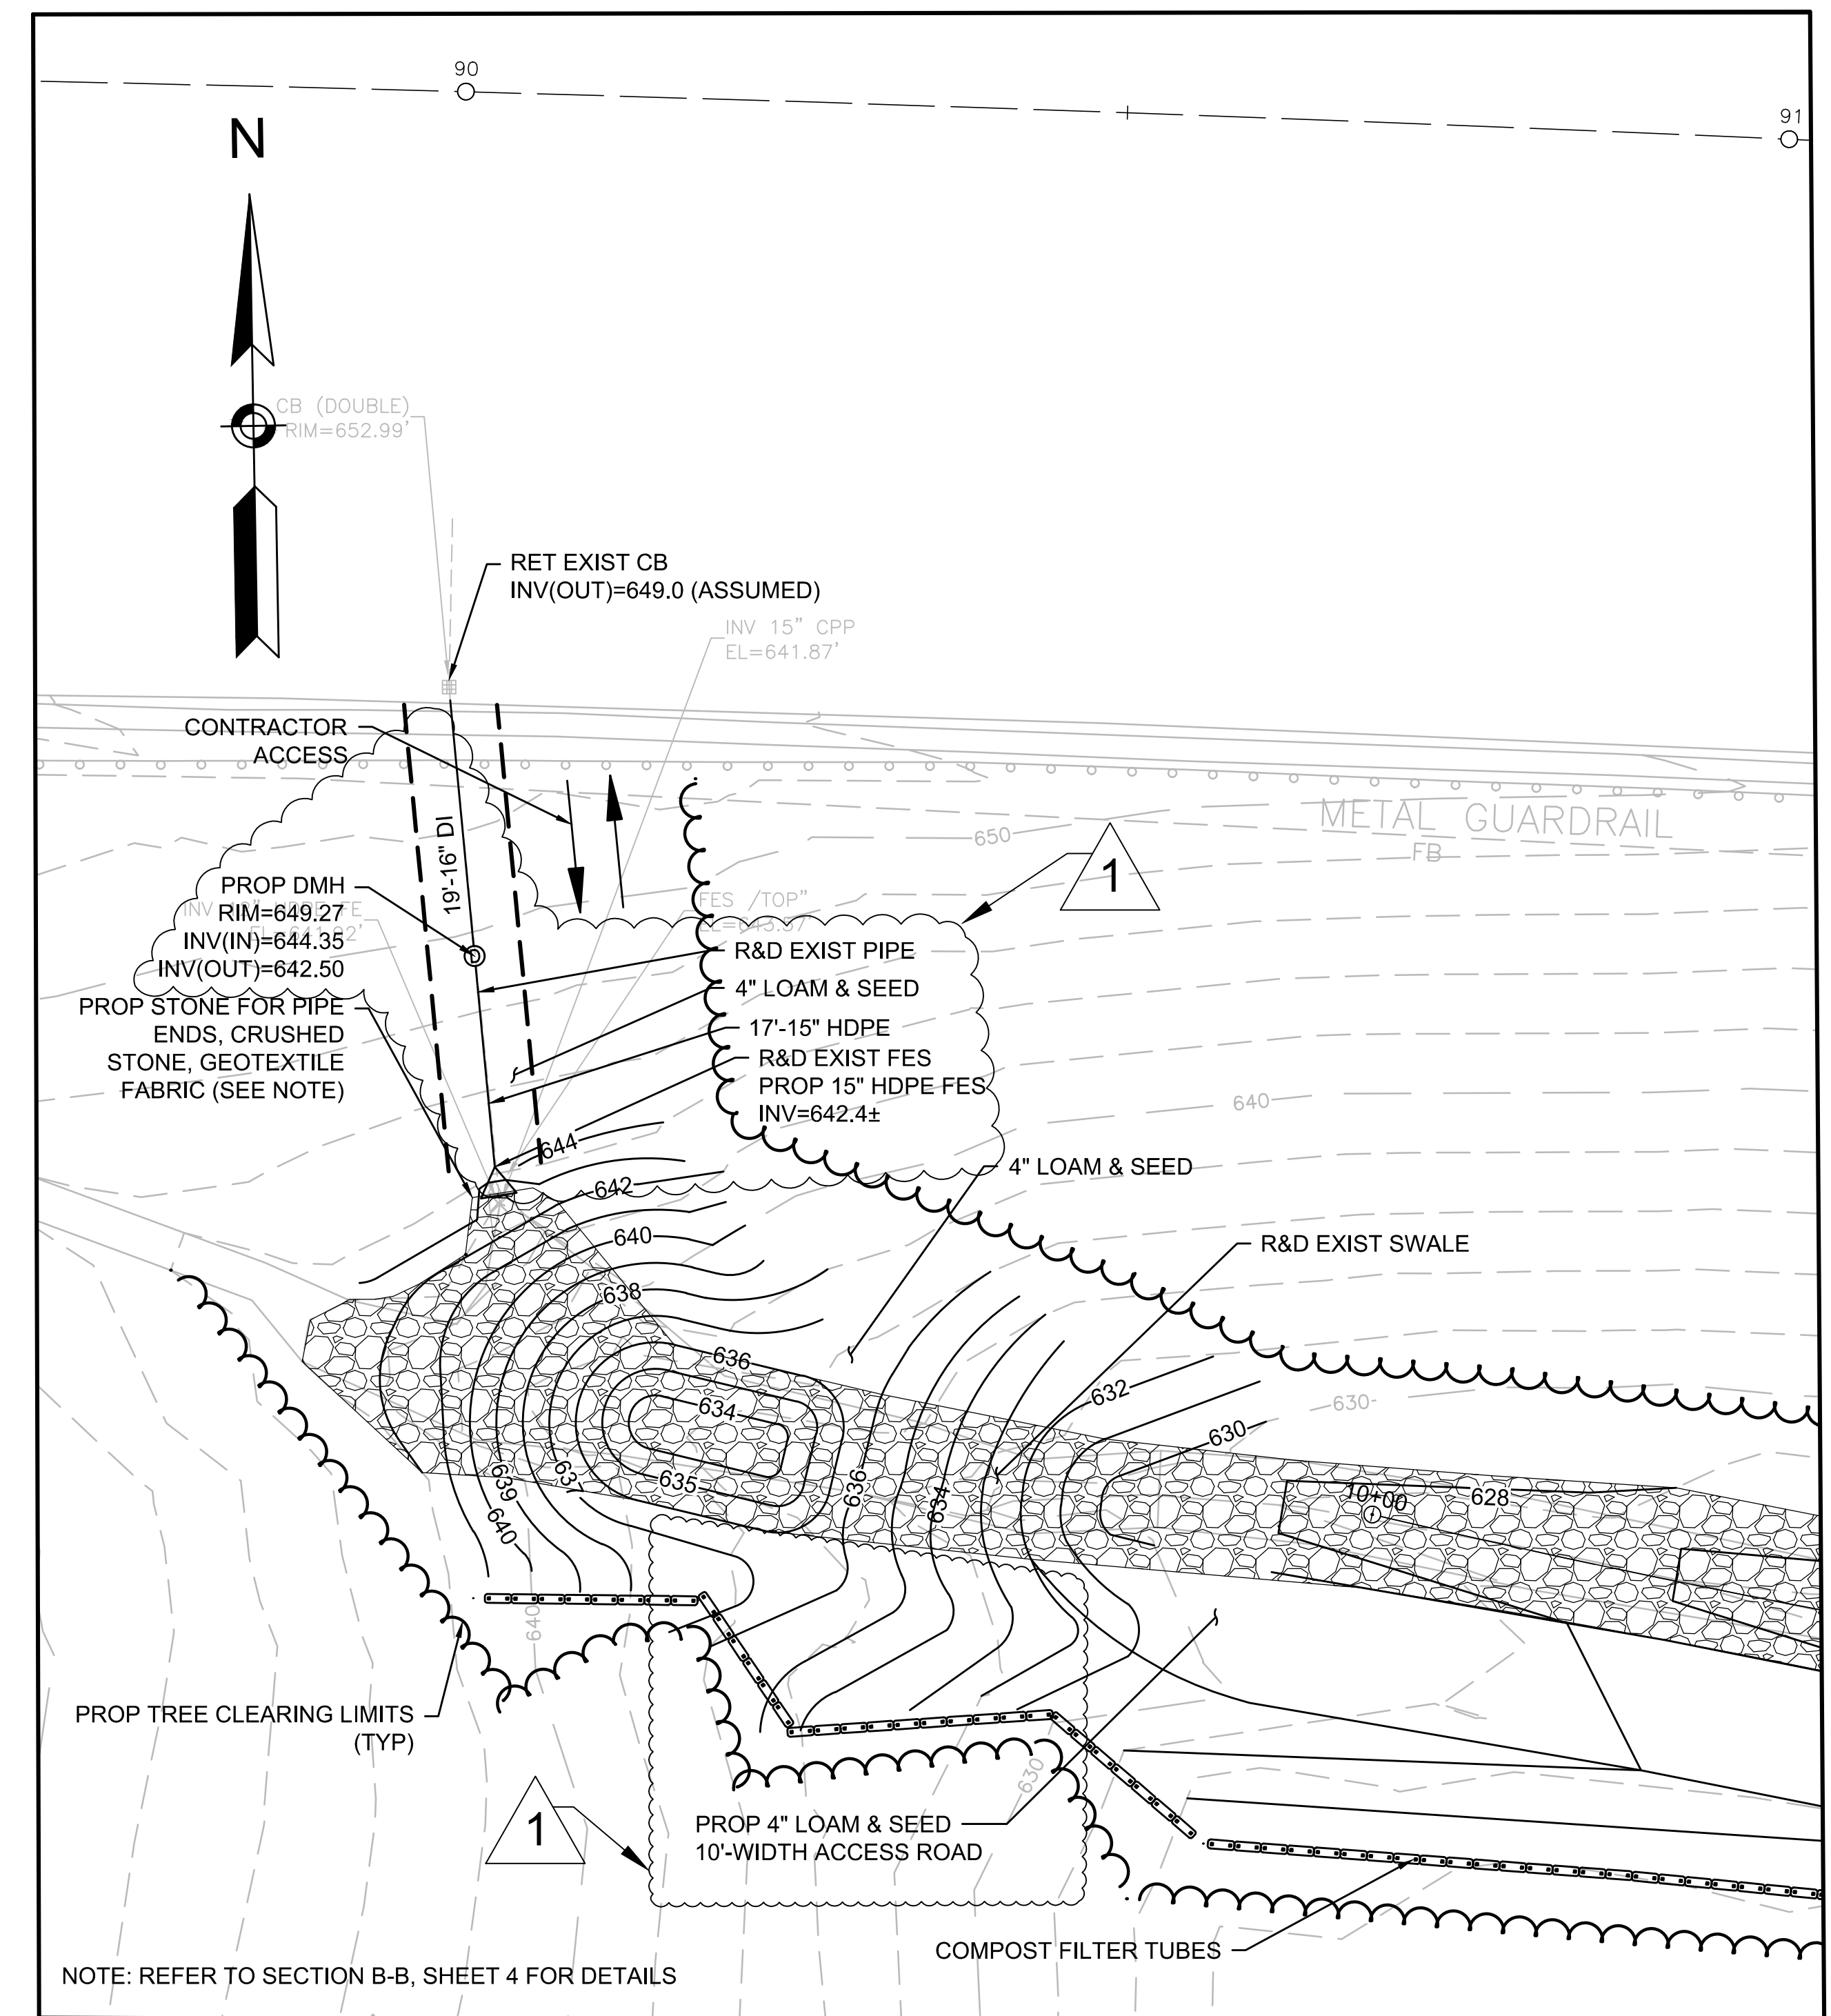 90
91
N
CB (DOUBLE)
RIM=652.99'
RET EXIST CB
INV(OUT)=649.0 (ASSUMED)
INV 15" CPP
EL=641.87'
CONTRACTOR
ACCESS
19'-16" DI
650
METAL GUARDRAIL
FB
1
PROP DMH
RIM=649.27
INV(IN)=644.35
INV(OUT)=642.50
D
FES /TOP"
EL=643.57'
R&D EXIST PIPE
4" LOAM & SEED
17'-15" HDPE
R&D EXIST FES
PROP 15" HDPE FES
INV=642.4±
PROP STONE FOR PIPE
ENDS, CRUSHED
STONE, GEOTEXTILE
FABRIC (SEE NOTE)
640
644
642
4" LOAM & SEED
640
R&D EXIST SWALE
638
636
634
632
630
630
635
639
640
636
634
10+00
628
640
630
PROP TREE CLEARING LIMITS
(TYP)
1
PROP 4" LOAM & SEED
10'-WIDTH ACCESS ROAD
COMPOST FILTER TUBES
NOTE: REFER TO SECTION B-B, SHEET 4 FOR DETAILS